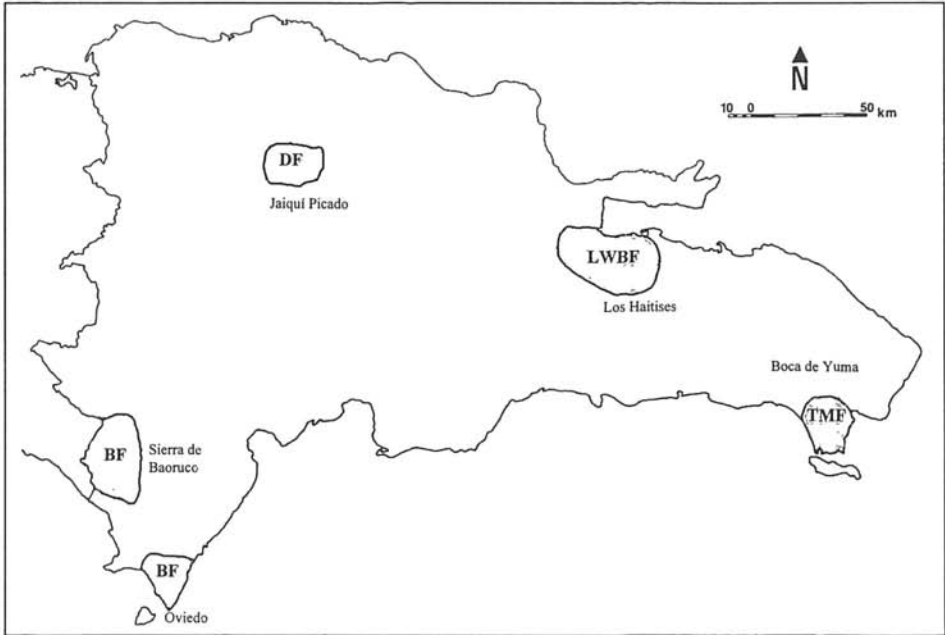 N
10 0 50 km
DF
Jaiquí Picado
LWBF
Los Haitises
Boca de Yuma
TMF
BF
Sierra de
Baoruco
BF
Oviedo